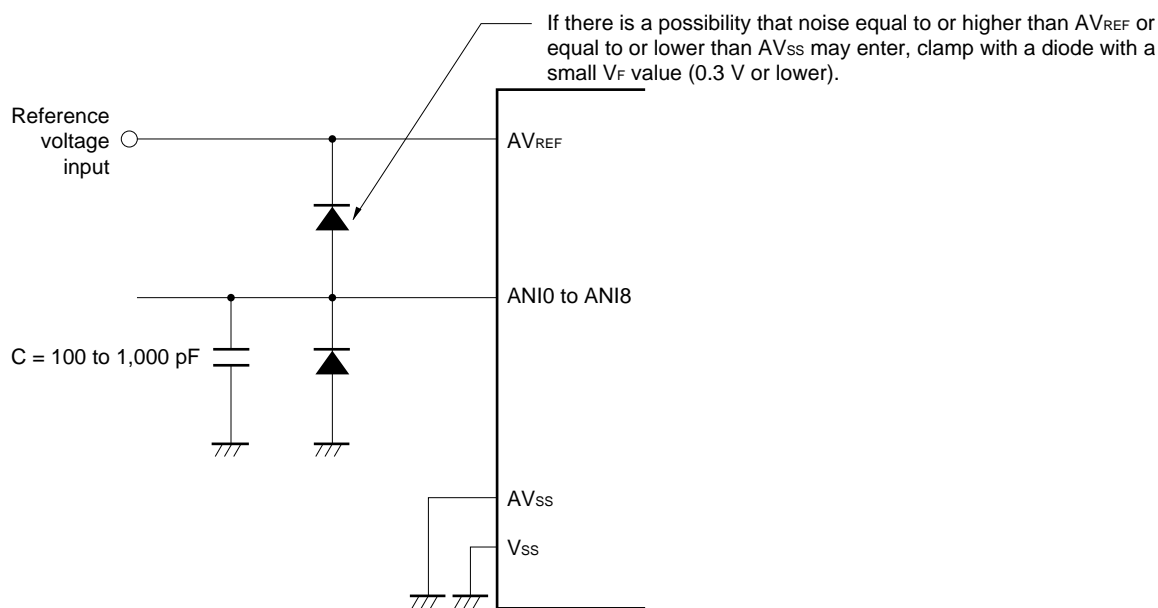 If there is a possibility that noise equal to or higher than AVREF or
equal to or lower than AVSS may enter, clamp with a diode with a
small VF value (0.3 V or lower).
Reference
voltage
input
AVREF
ANI0 to ANI8
C = 100 to 1,000 pF
AVSS
VSS